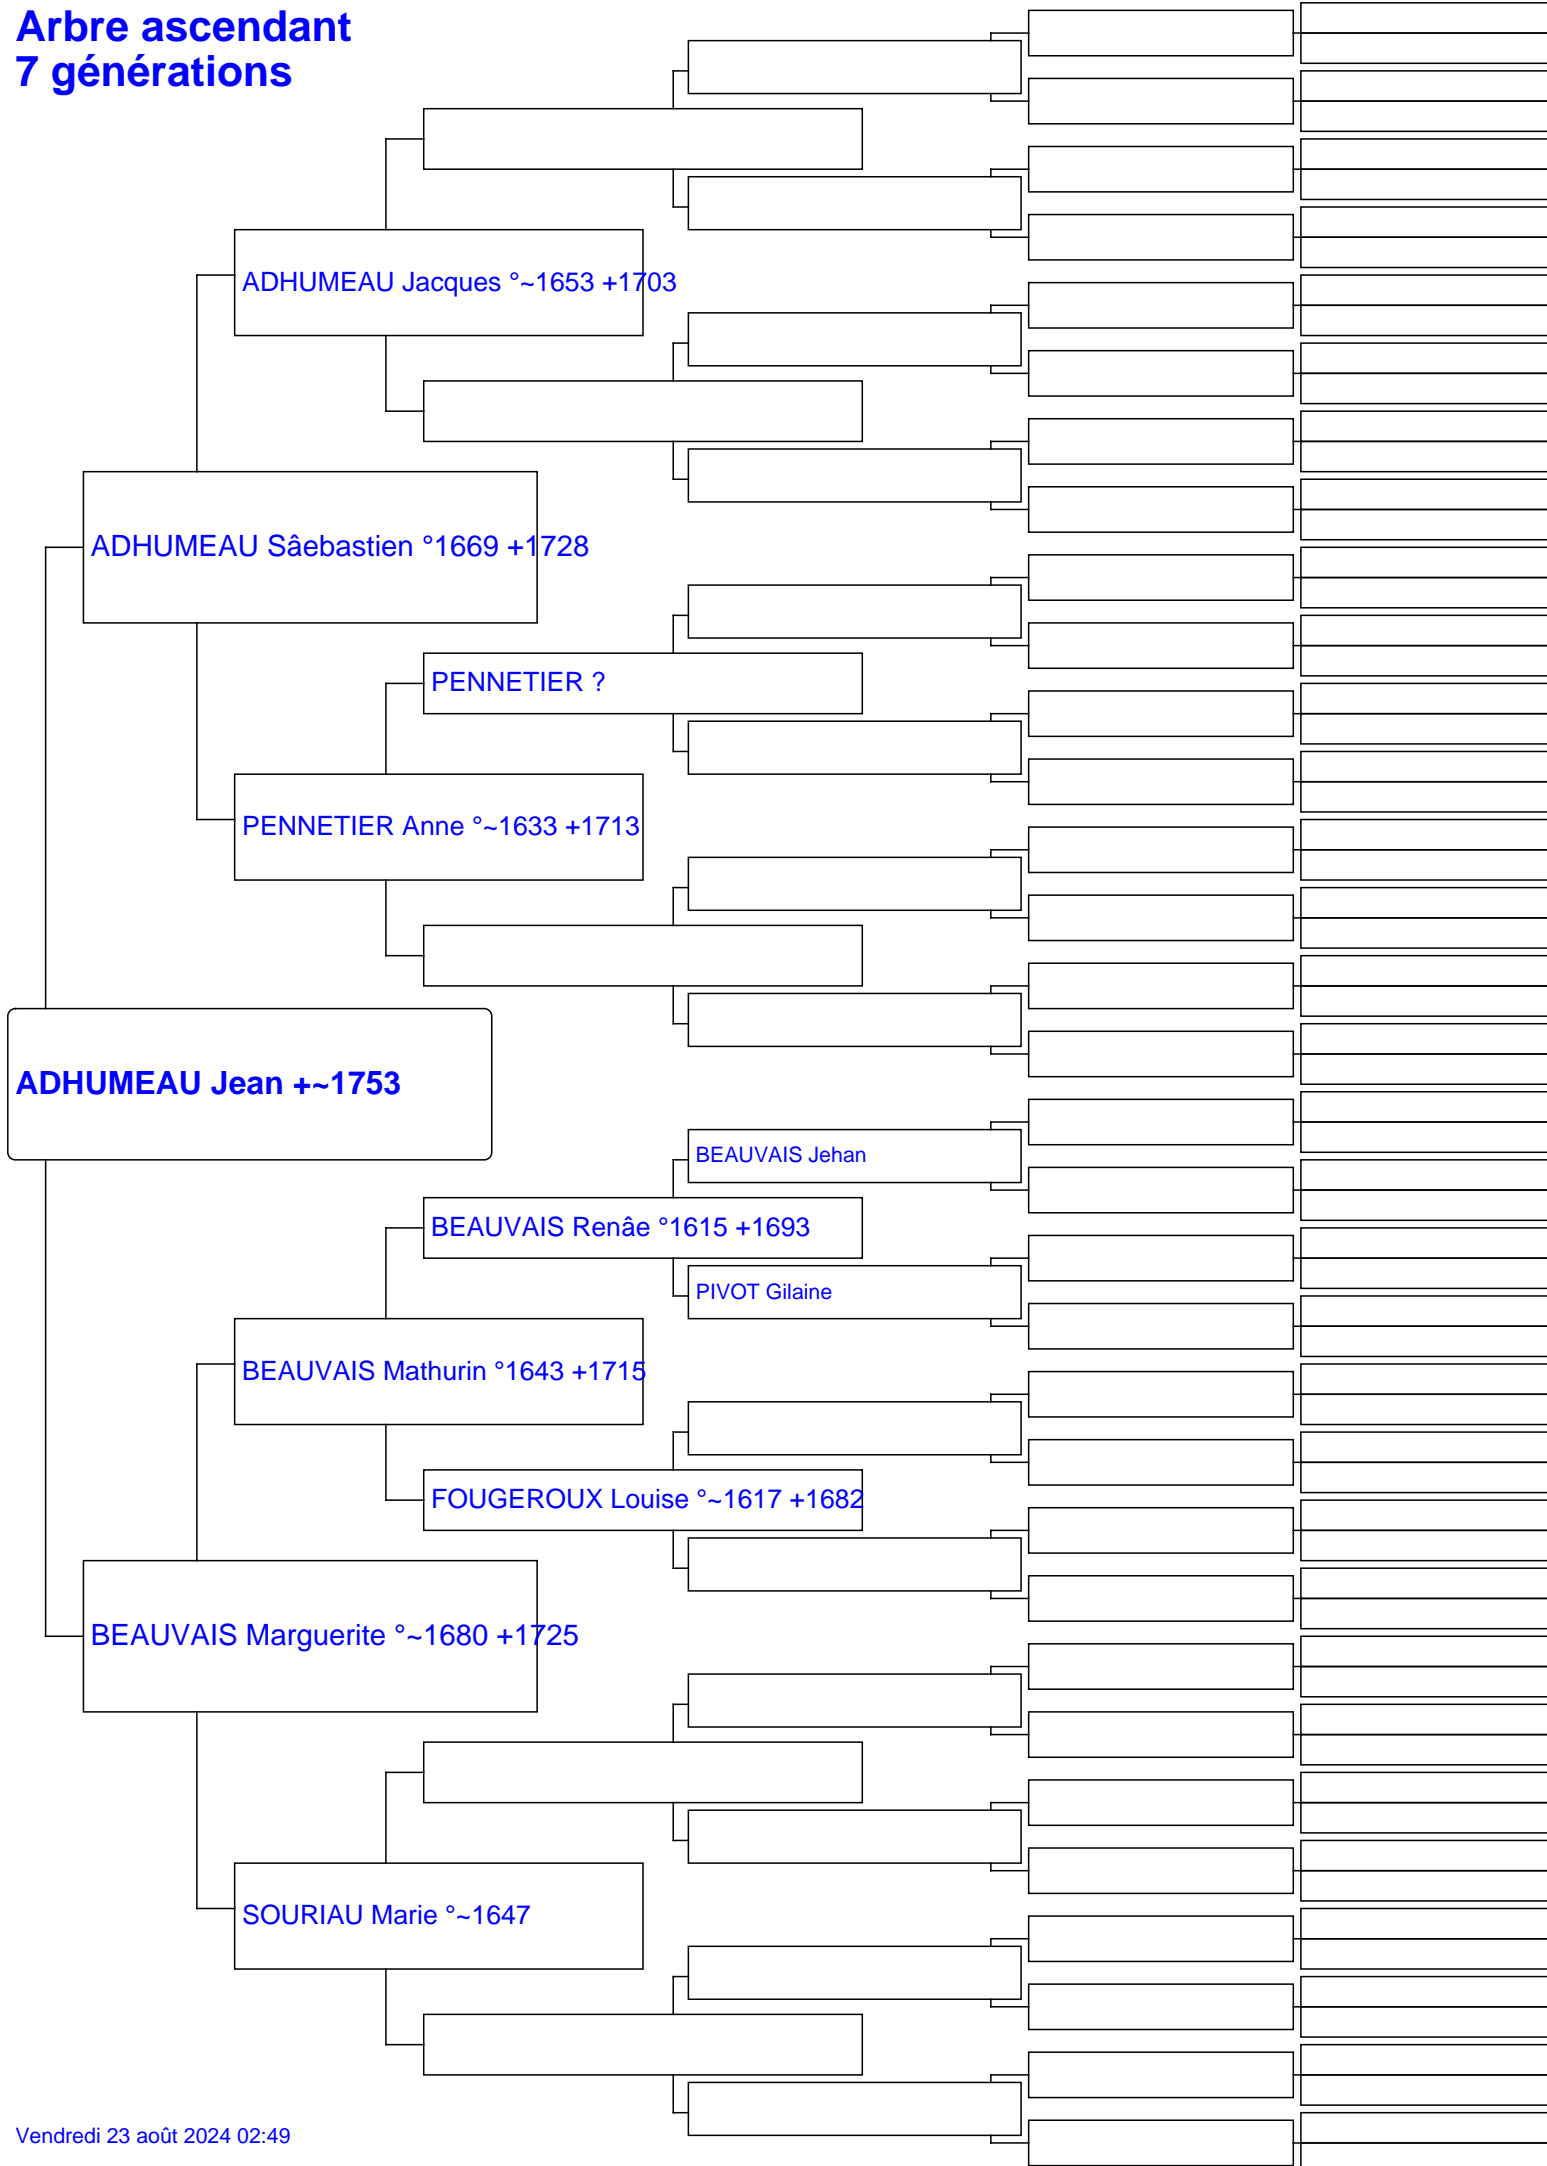 Arbre ascendant
7 générations
ADHUMEAU Jacques °~1653 +1703
ADHUMEAU Sâebastien °1669 +1728
PENNETIER ?
PENNETIER Anne °~1633 +1713
ADHUMEAU Jean +~1753
BEAUVAIS Jehan
BEAUVAIS Renâe °1615 +1693
PIVOT Gilaine
BEAUVAIS Mathurin °1643 +1715
FOUGEROUX Louise °~1617 +1682
BEAUVAIS Marguerite °~1680 +1725
SOURIAU Marie °~1647
Vendredi 23 août 2024 02:49